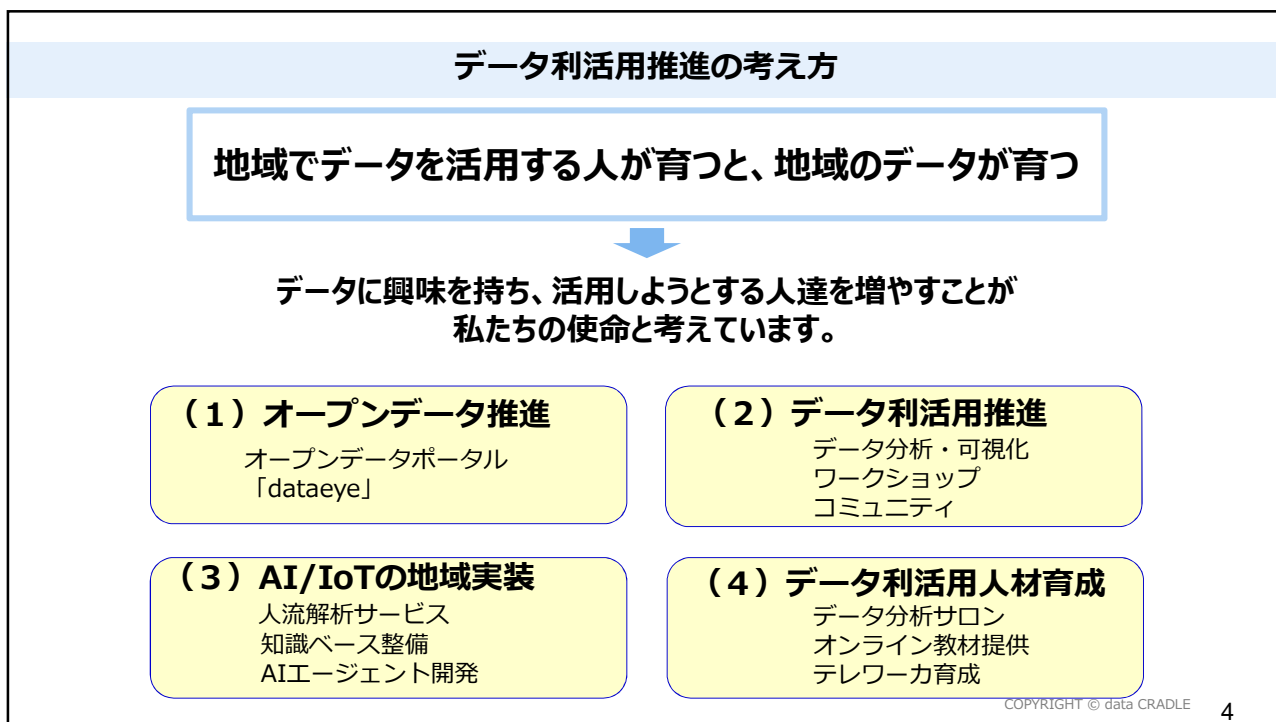 データ利活用推進の考え方
地域でデータを活用する人が育つと、地域のデータが育つ
データに興味を持ち、活用しようとする人達を増やすことが
私たちの使命と考えています。
（１）オープンデータ推進
オープンデータポータル
「dataeye」
（２）データ利活用推進
データ分析・可視化
ワークショップ
コミュニティ
（３）AI/IoTの地域実装
人流解析サービス
知識ベース整備
AIエージェント開発
（４）データ利活用人材育成
データ分析サロン
オンライン教材提供
テレワーカ育成
COPYRIGHT © data CRADLE
4